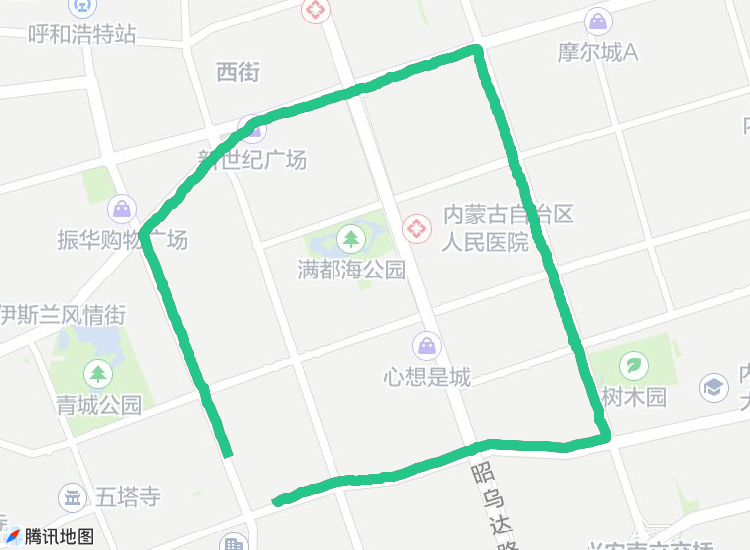 呼和浩特站
摩尔城A
西街
新世纪广场
振华购物广场
内蒙古自治区
人民医院
满都海公园
伊斯兰风情街
心想是城
青城公园
树木园
五塔寺
昭乌达路
腾讯地图